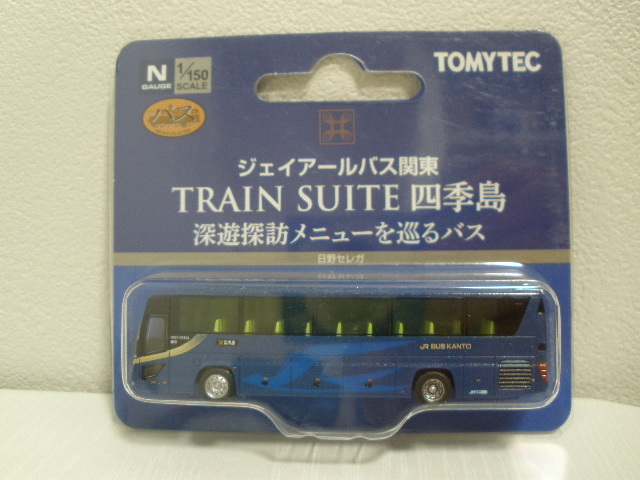 N
GAUGE
1/150
SCALE
TOMYTEC
バス
ジェイアールバス関東
TRAIN SUITE 四季島
深遊探訪メニューを巡るバス
日野セレガ
JR BUS KANTO